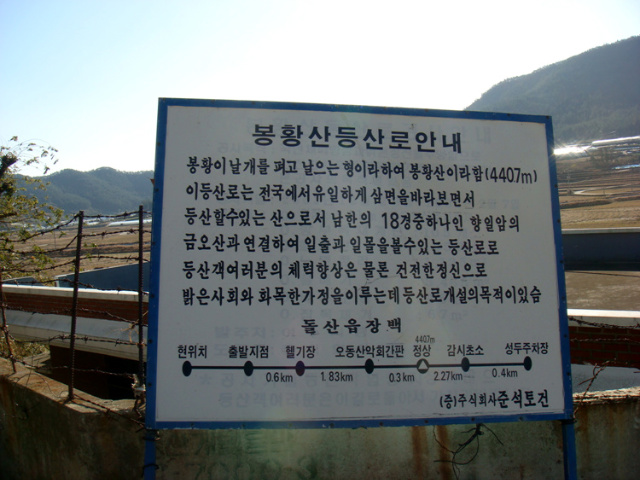 봉황산등산로안내
봉황이날개를 펴고 날으는 형이라하여 봉황산이라함(4407m)
이등산로는 전국에서유일하게 삼면을바라보면서
등산할수있는 산으로서 남한의 18경중하나인 향일암의
금오산과 연결하여 일출과 일몰을볼수있는 등산로로
등산객여러분의 체력향상은 물론 건전한정신으로
밝은사회와 화목한가정을이루는데등산로개설의목적이있슴
돌산읍장백
4407m
현위치 출발지점 헬기장 오동산악회간판 정상 감시초소 성두주차장
0.6km 1.83km 0.3km 2.27km 0.4km
(증)주식회사준석토건